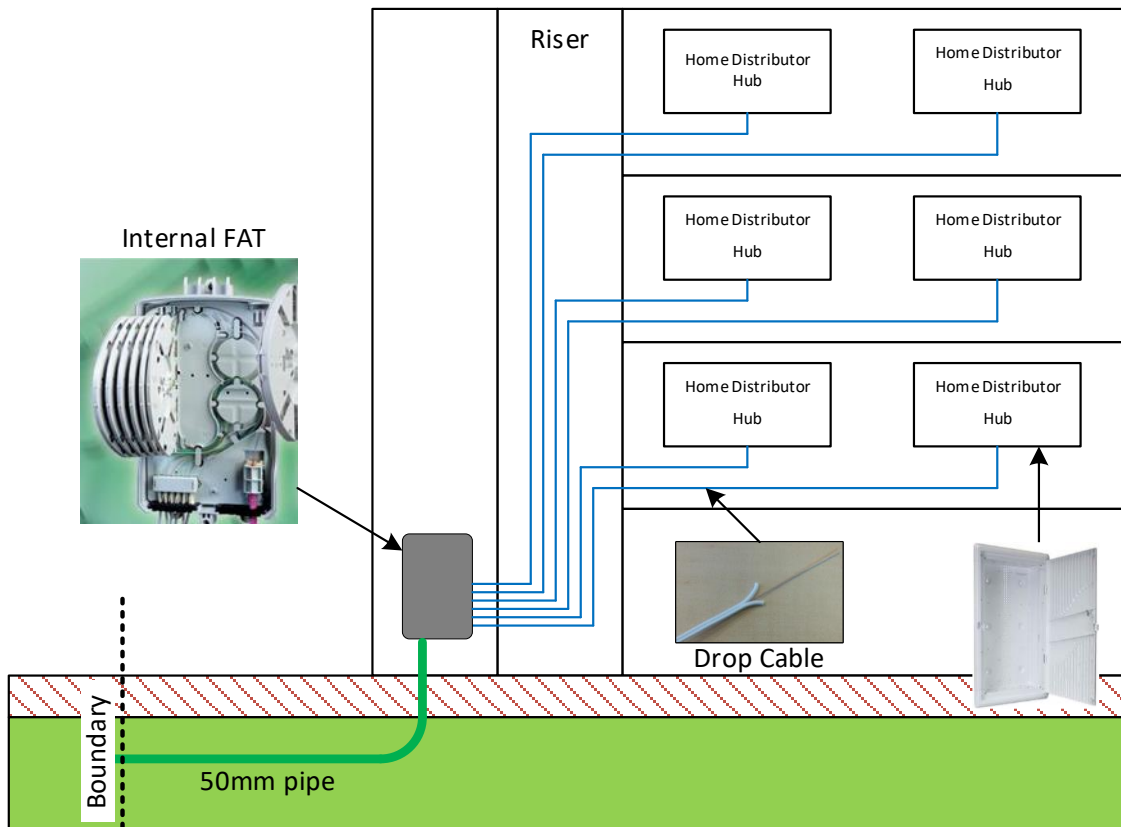 Riser
Home Distributor
Hub
Home Distributor
Hub
Internal FAT
Home Distributor
Hub
Home Distributor
Hub
Home Distributor
Hub
Home Distributor
Hub
Drop Cable
Boundary
50mm pipe